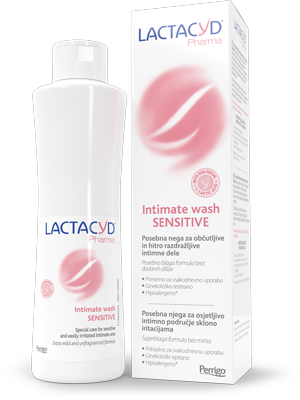 LACTACYD
Pharma
Intimate wash
SENSITIVE
Special care for sensitive
and easily irritated intimate area
Extra mild and unfragranced formula
Perrigo
LACTACYD
Pharma
LACTIC ACID
Intimate wash
SENSITIVE
Posebna nega za občutljive
in hitro razdražljive
intimne dele
Posebno blaga formula brez
dodanih dišav
• Primerno za vsakodnevno uporabo
• Ginekološko testirano
• Hipoalergeno*
Posebna njega za osjetljivo
intimno područje sklono
iritacijama
Superblaga formula bez mirisa
• Prikladno za svakodnevnu uporabu
• Ginekološki ispitano
• Hipoalergeno*
Perrigo